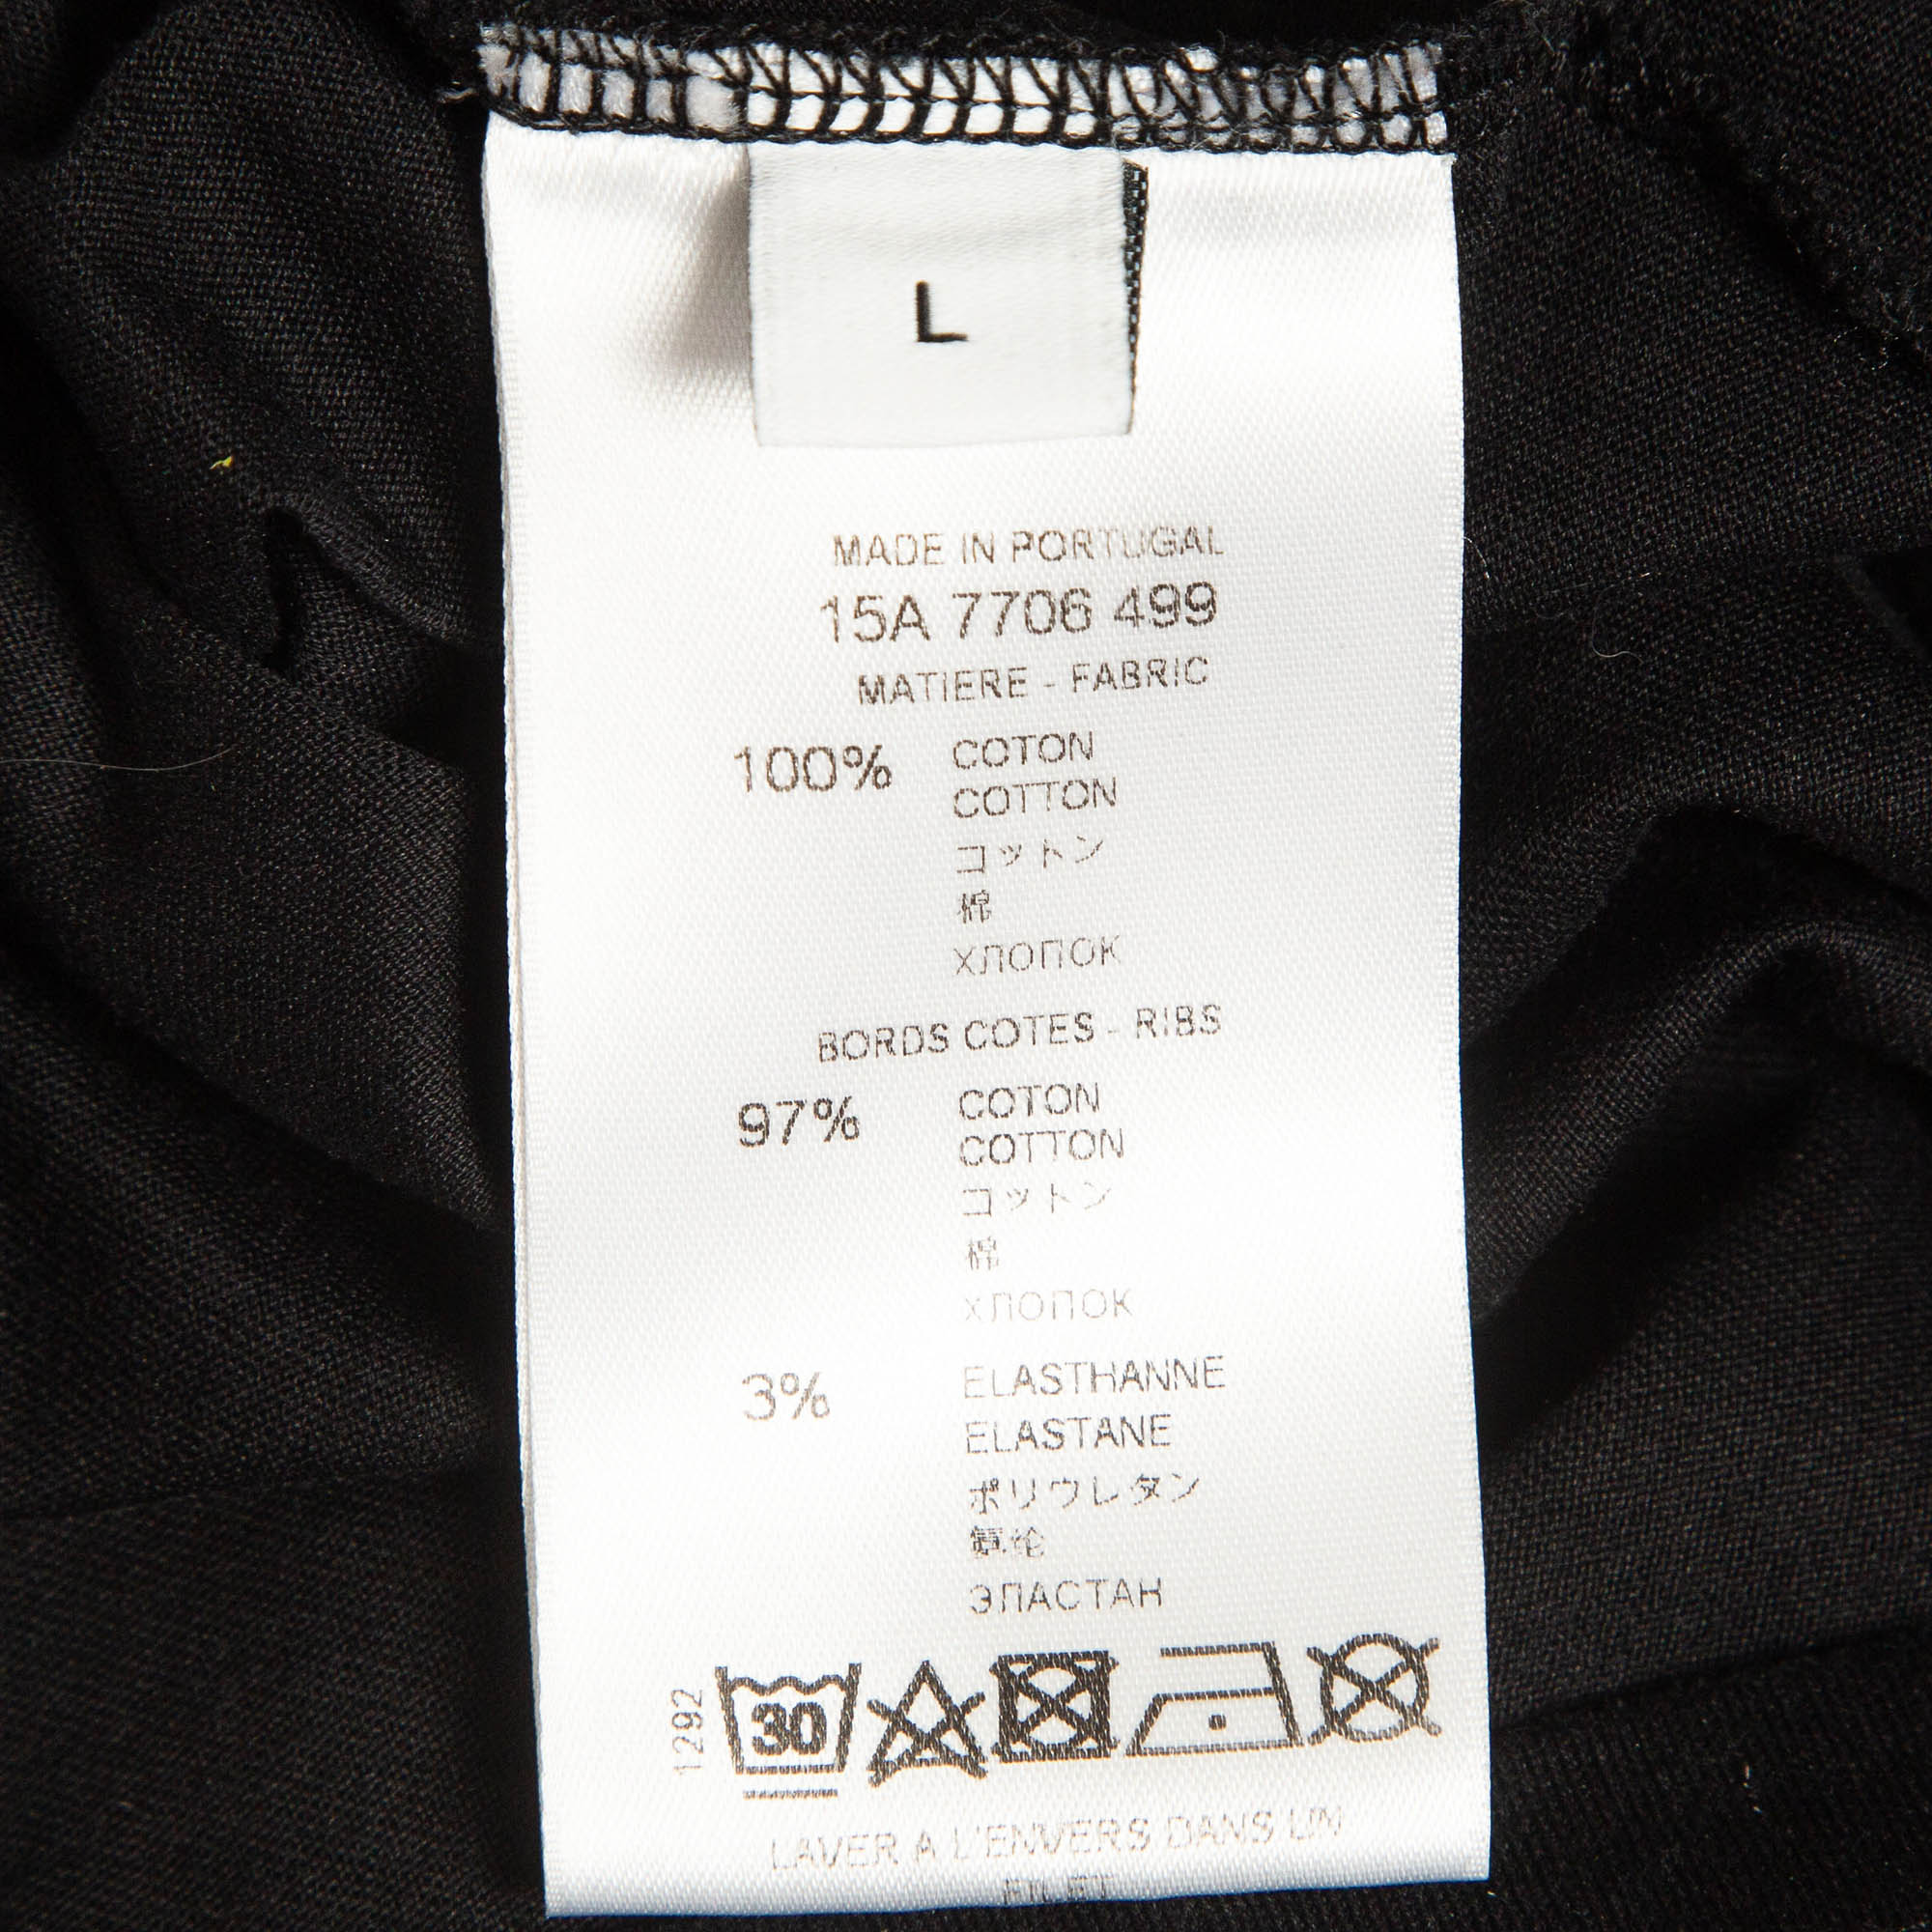 L
MADE IN PORTUGAL
15A 7706 499
MATIERE - FABRIC
100% COTON
COTTON
コットン
棉
ХЛОПОК
BORDS COTES - RIBS
97% COTON
COTTON
コットン
棉
ХЛОПОК
3% ELASTHANNE
ELASTANE
ポリウレタン
氨纶
ЭЛАСТАН
1292
30
LAVER A L'ENVERS DANS UN
FILET